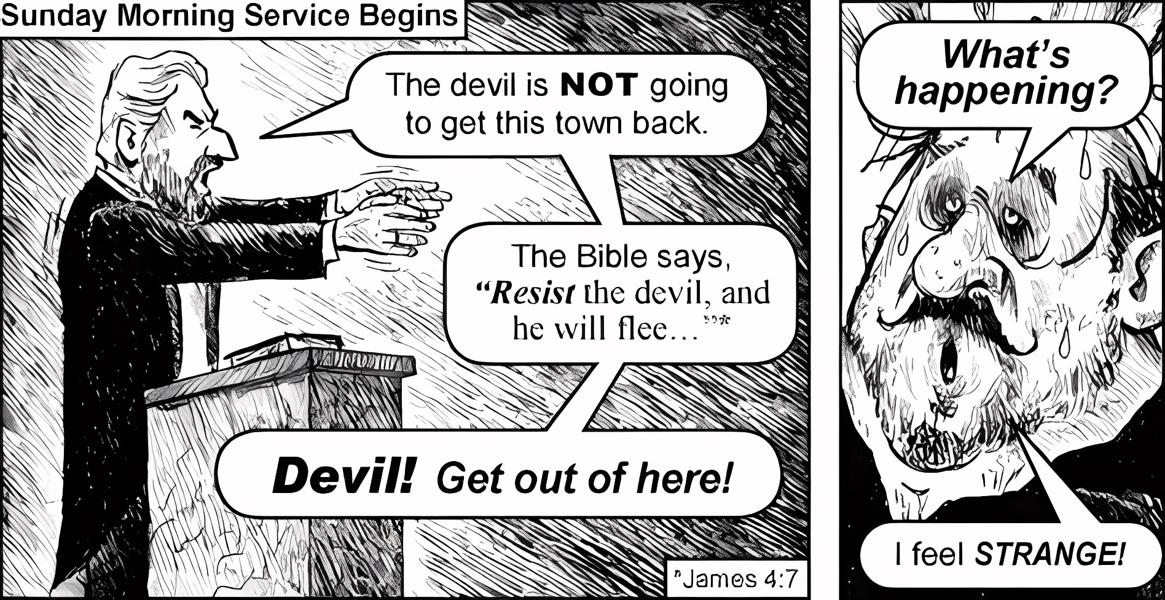 Sunday Morning Service Begins
The devil is NOT going
to get this town back.
The Bible says,
“Resist the devil, and
he will flee…”*
Devil! Get out of here!
*James 4:7
What’s
happening?
I feel STRANGE!